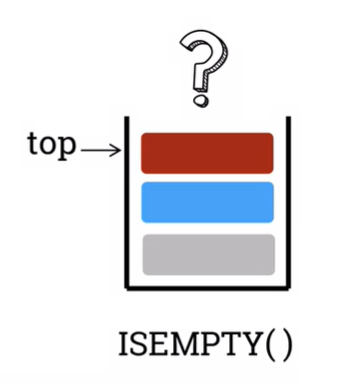 ?
top
ISEMPTY()